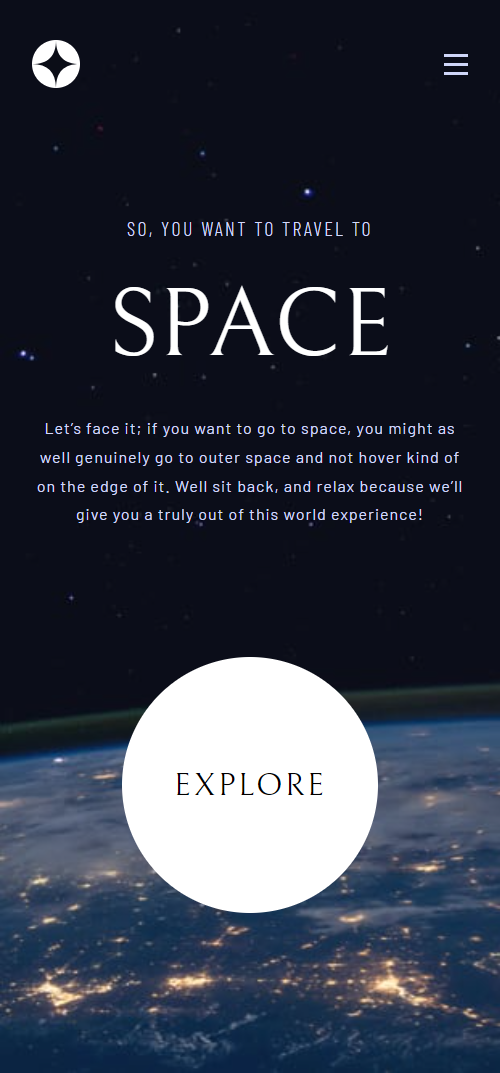 SO, YOU WANT TO TRAVEL TO
SPACE
Let’s face it; if you want to go to space, you might as
well genuinely go to outer space and not hover kind of
on the edge of it. Well sit back, and relax because we’ll
give you a truly out of this world experience!
EXPLORE